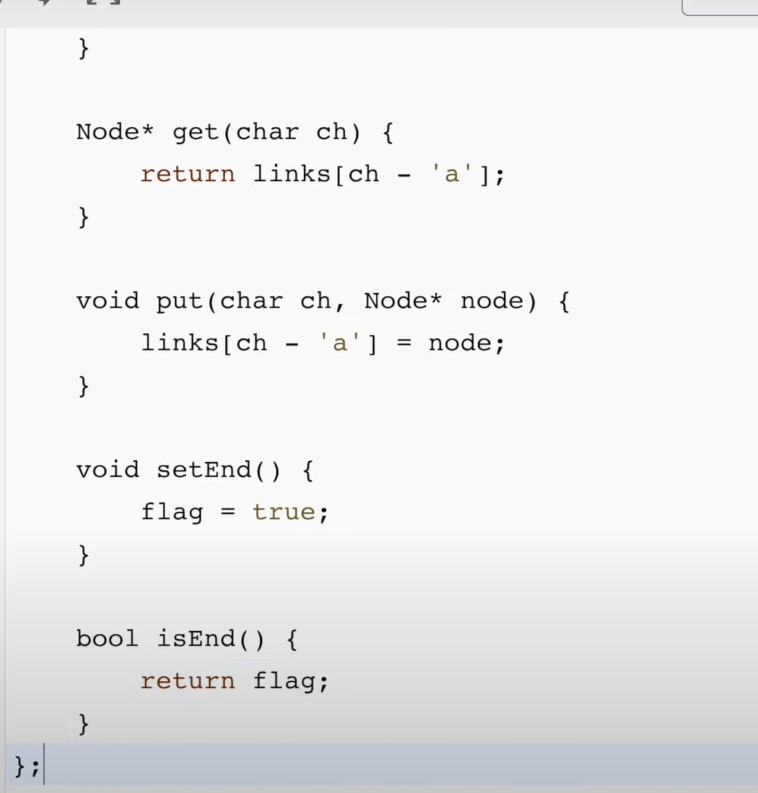 }
Node* get(char ch) {
return links[ch - 'a'];
}
void put(char ch, Node* node) {
links[ch - 'a'] = node;
}
void setEnd() {
flag = true;
}
bool isEnd() {
return flag;
}
};